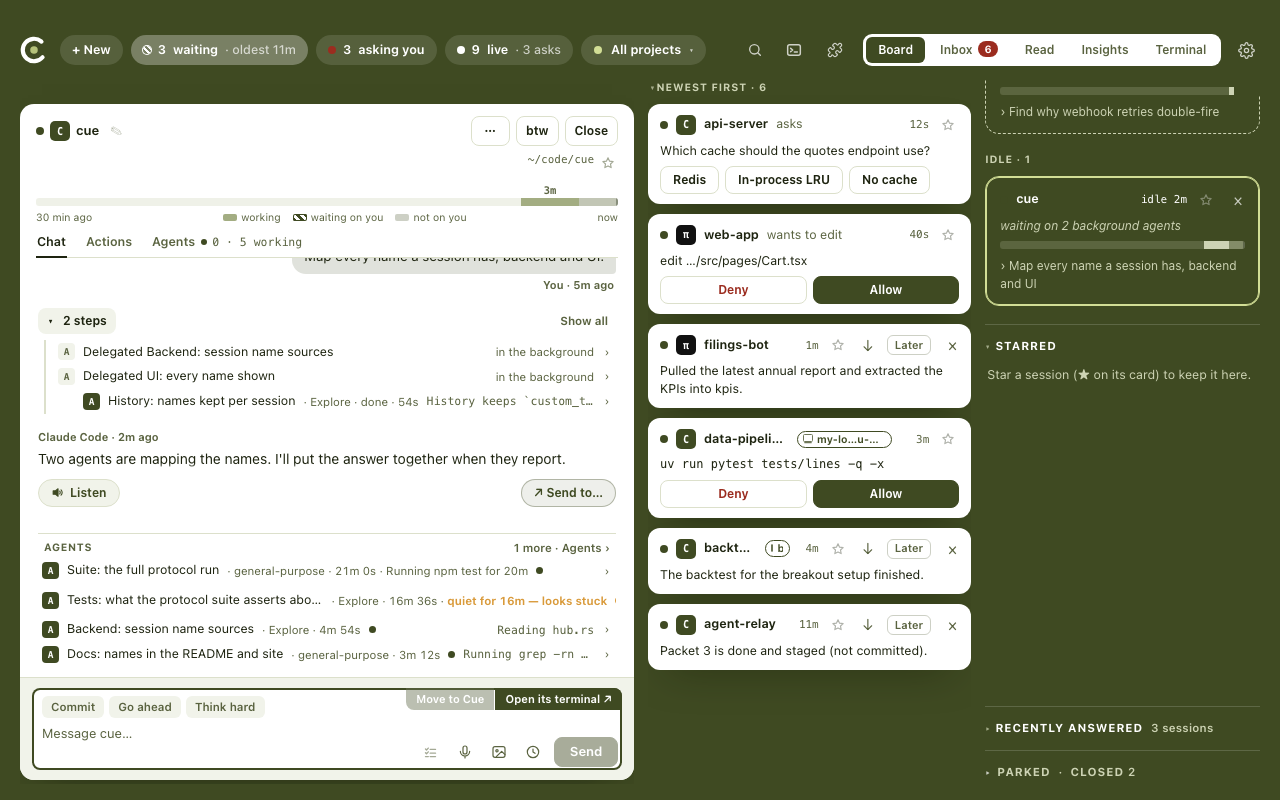 + New
3 waiting · oldest 11m
3 asking you
9 live · 3 asks
All projects
Board
Inbox 6
Read
Insights
Terminal
C cue
···
btw
Close
~/code/cue
3m
30 min ago
working
waiting on you
not on you
now
Chat
Actions
Agents 0 · 5 working
Map every name a session has, backend and UI.
You · 5m ago
2 steps
Show all
A Delegated Backend: session name sources in the background ›
A Delegated UI: every name shown in the background ›
A History: names kept per session · Explore · done · 54s History keeps `custom_t… ›
Claude Code · 2m ago
Two agents are mapping the names. I'll put the answer together when they report.
Listen
Send to…
AGENTS
1 more · Agents ›
A Suite: the full protocol run · general-purpose · 21m 0s · Running npm test for 20m ›
A Tests: what the protocol suite asserts abo… · Explore · 16m 36s · quiet for 16m — looks stuck
A Backend: session name sources · Explore · 4m 54s Reading hub.rs ›
A Docs: names in the README and site · general-purpose · 3m 12s Running grep -rn … ›
Commit
Go ahead
Think hard
Move to Cue
Open its terminal ↗
Message cue…
Send
NEWEST FIRST · 6
C api-server asks 12s
Which cache should the quotes endpoint use?
Redis
In-process LRU
No cache
π web-app wants to edit 40s
edit …/src/pages/Cart.tsx
Deny
Allow
π filings-bot 1m Later ×
Pulled the latest annual report and extracted the
KPIs into kpis.
C data-pipeli… my-lo…u-… 3m
uv run pytest tests/lines -q -x
Deny
Allow
C backt… l b 4m Later ×
The backtest for the breakout setup finished.
C agent-relay 11m Later ×
Packet 3 is done and staged (not committed).
› Find why webhook retries double-fire
IDLE · 1
cue idle 2m ×
waiting on 2 background agents
› Map every name a session has, backend
and UI
STARRED
Star a session (★ on its card) to keep it here.
RECENTLY ANSWERED 3 sessions
PARKED · CLOSED 2